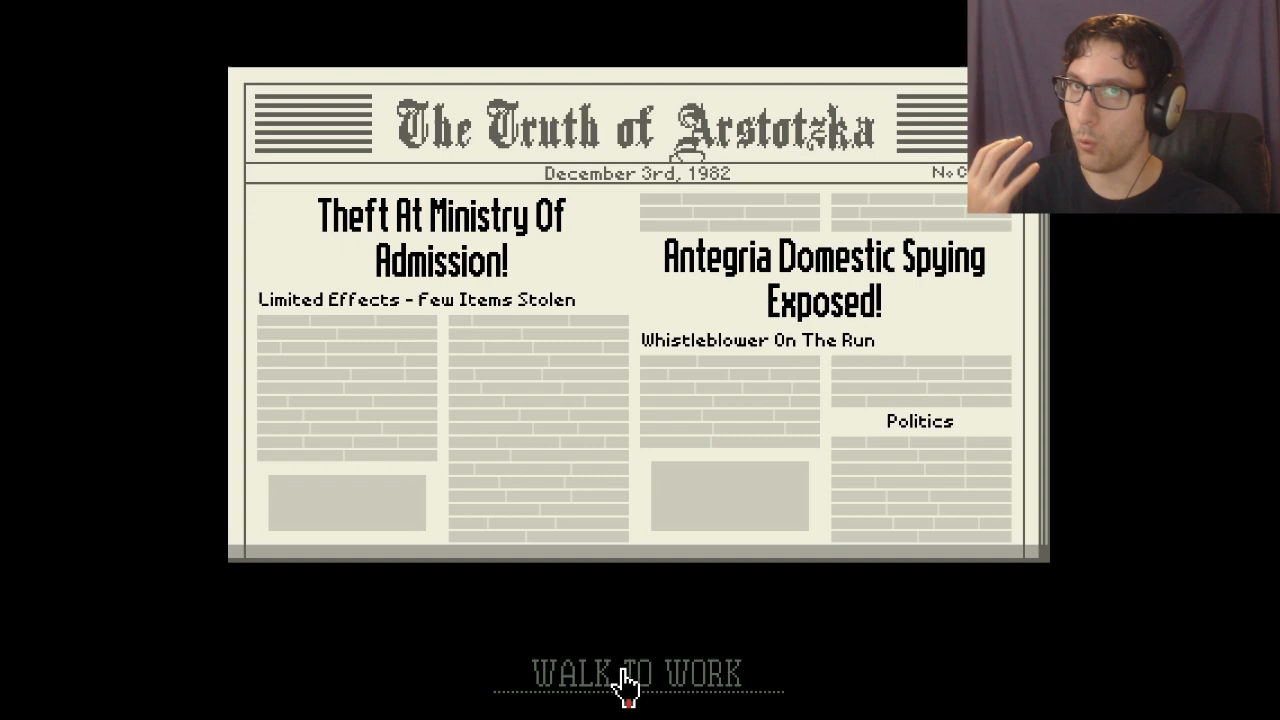 The Truth of Arstotzka
December 3rd, 1982
Theft At Ministry Of
Admission!
Limited Effects - Few Items Stolen
Antegria Domestic Spying
Exposed!
Whistleblower On The Run
Politics
WALK TO WORK